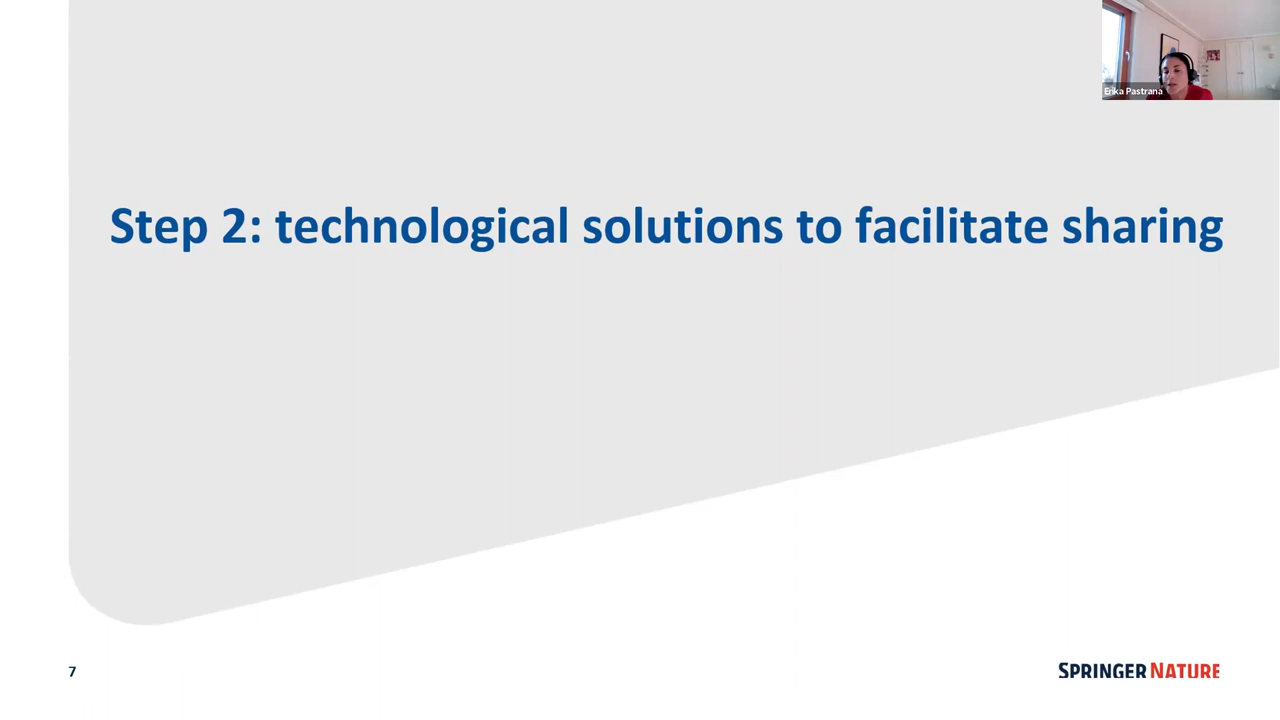 Erika Pastrana
Step 2: technological solutions to facilitate sharing
7
SPRINGER NATURE